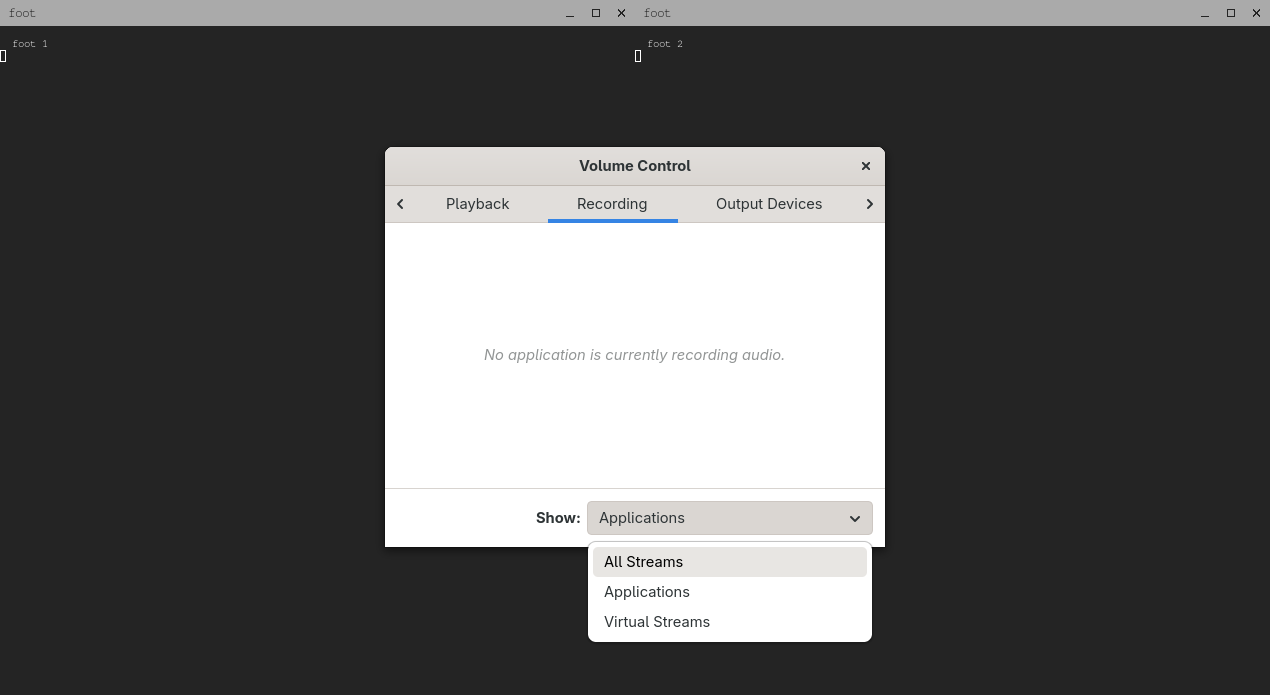 foot
foot
foot 1
foot 2
Volume Control
Playback
Recording
Output Devices
No application is currently recording audio.
Show:
Applications
All Streams
Applications
Virtual Streams